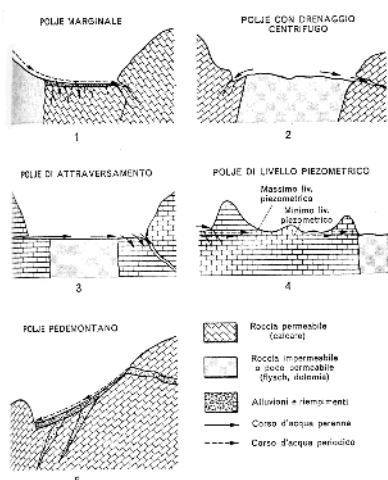 POLJE MARGINALE
1
POLJE CON DRENAGGIO
CENTRIFUGO
2
POLJE DI ATTRAVERSAMENTO
3
POLJE DI LIVELLO PIEZOMETRICO
Massimo liv.
piezometrico
Minimo liv.
piezometrico
4
POLJE PEDEMONTANO
5
Roccia permeabile
(calcare)
Roccia impermeabile
o poco permeabile
(flysch, dolomia)
Alluvioni e riempimenti
Corso d'acqua perenne
Corso d'acqua periodico